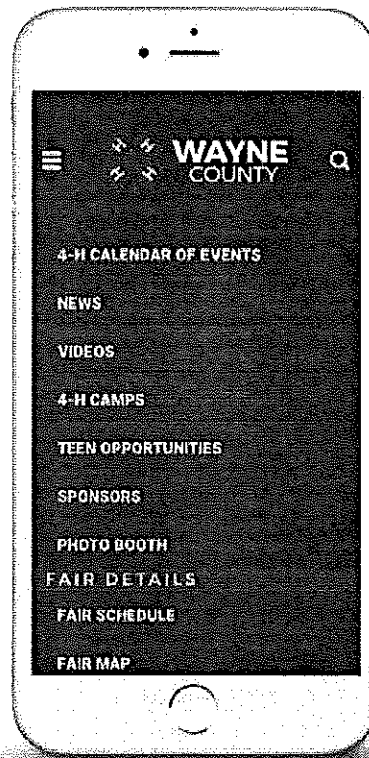 WAYNE
COUNTY
4-H CALENDAR OF EVENTS
NEWS
VIDEOS
4-H CAMPS
TEEN OPPORTUNITIES
SPONSORS
PHOTO BOOTH
FAIR DETAILS
FAIR SCHEDULE
FAIR MAP